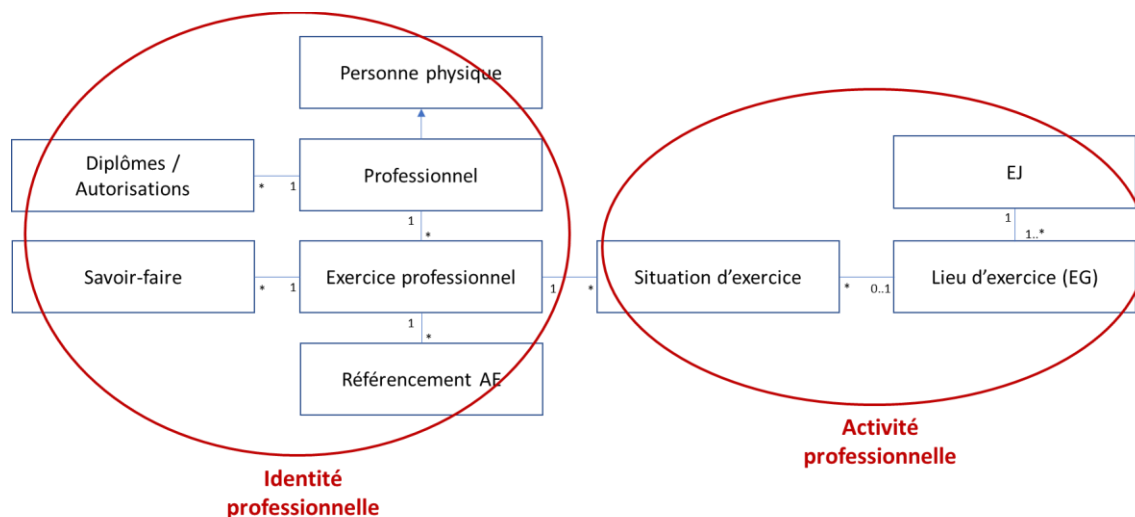 Personne physique
Diplômes /
Autorisations
*
1
Professionnel
EJ
1
*
1
1..*
Savoir-faire
*
1
Exercice professionnel
1
*
Situation d'exercice
*
0..1
Lieu d'exercice (EG)
1
*
Référencement AE
Activité
professionnelle
Identité
professionnelle